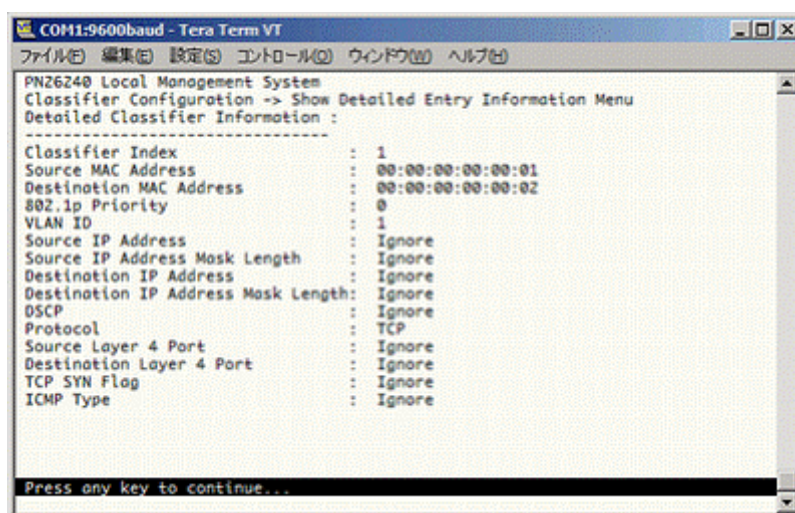 COM1:9600baud - Tera Term VT
ファイル(F) 編集(E) 設定(S) コントロール(O) ウィンドウ(W) ヘルプ(H)
PN26240 Local Management System
Classifier Configuration -> Show Detailed Entry Information Menu
Detailed Classifier Information :
---------------------------------
Classifier Index : 1
Source MAC Address : 00:00:00:00:00:01
Destination MAC Address : 00:00:00:00:00:02
802.1p Priority : 0
VLAN ID : 1
Source IP Address : Ignore
Source IP Address Mask Length : Ignore
Destination IP Address : Ignore
Destination IP Address Mask Length: Ignore
DSCP : Ignore
Protocol : TCP
Source Layer 4 Port : Ignore
Destination Layer 4 Port : Ignore
TCP SYN Flag : Ignore
ICMP Type : Ignore
Press any key to continue...